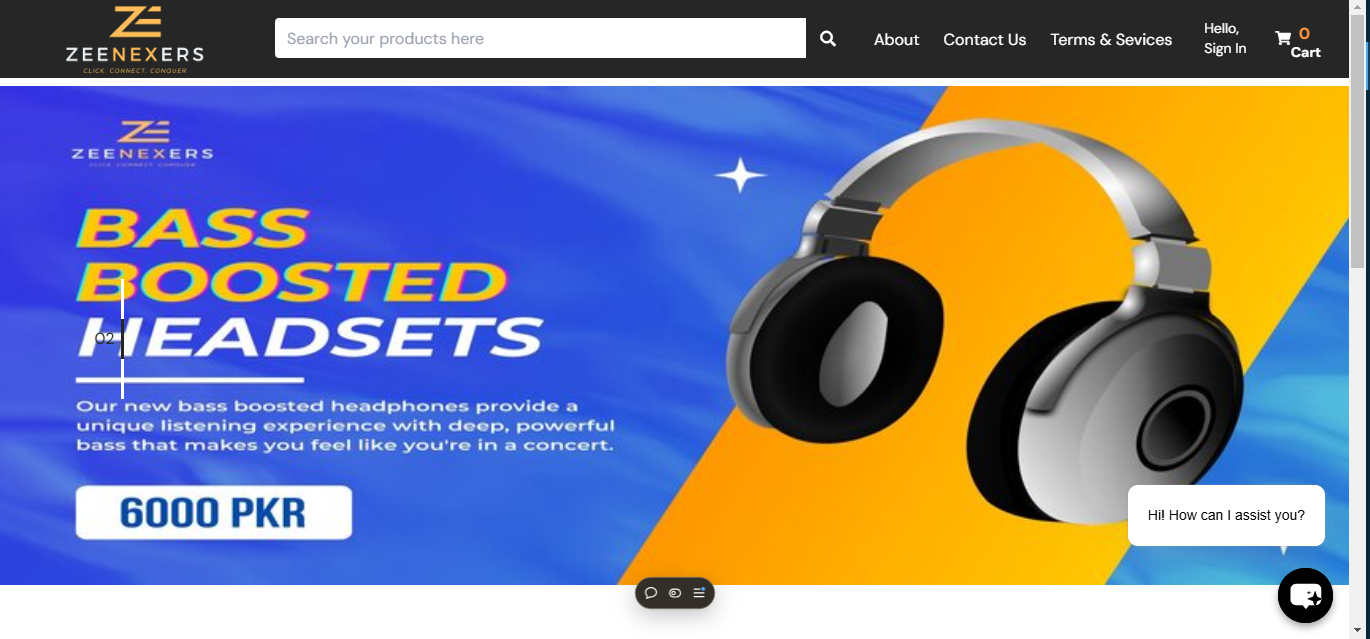 ZEENEXERS
CLICK. CONNECT. CONQUER
Search your products here
About
Contact Us
Terms & Sevices
Hello,
Sign In
0
Cart
ZEENEXERS
CLICK. CONNECT. CONQUER
BASS
BOOSTED
HEADSETS
02
Our new bass boosted headphones provide a
unique listening experience with deep, powerful
bass that makes you feel like you're in a concert.
6000 PKR
Hi! How can I assist you?